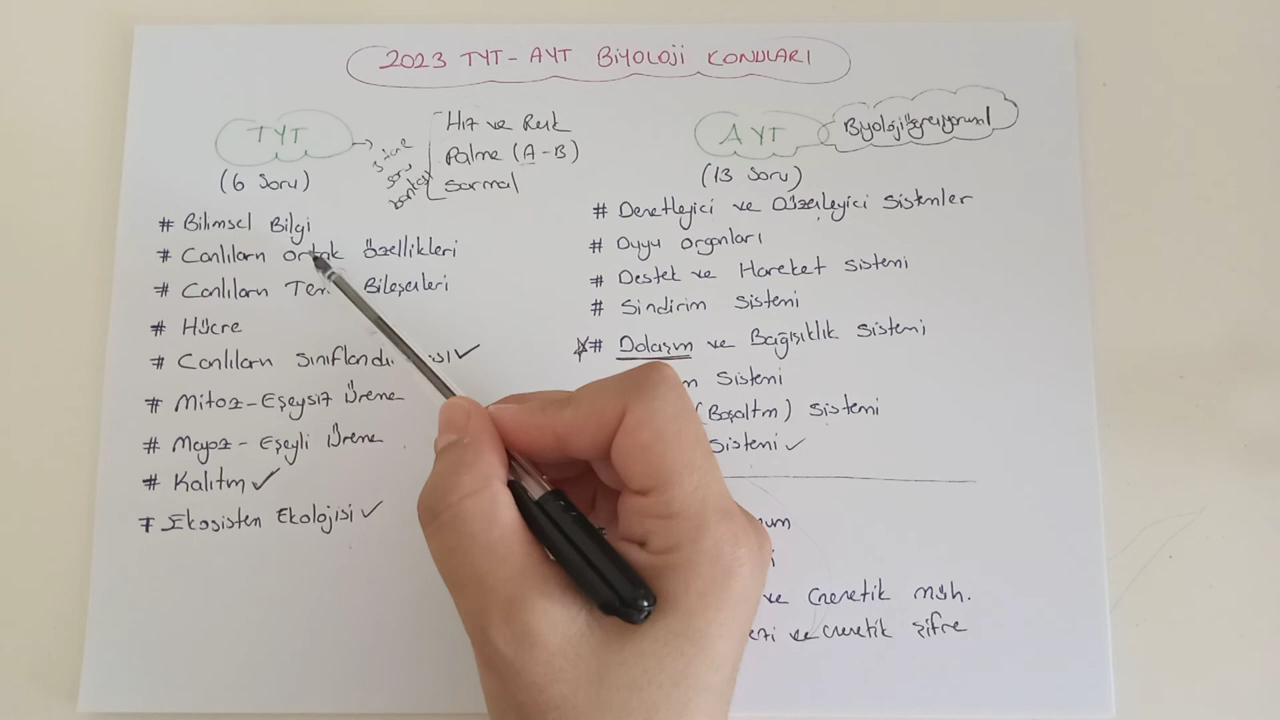 2023 TYT - AYT BİYOLOJİ KONULARI
TYT
(6 Soru)
Hız ve Renk
Palme (A-B)
Sarmal
# Bilimsel Bilgi
# Canlıların Ortak özellikleri
# Canlıların Bileşenleri
# Hücre
# Canlıların
# Mitoz-Eşeysiz Üreme
# Mayoz - Eşeyli Üreme
# Kalıtım ✓
# Ekosistem Ekolojisi ✓
AYT
Biyoloji öğreniyorum!
(13 Soru)
# Denetleyici ve Düzenleyici Sistemler
# Duyu organları
# Destek ve Hareket sistemi
# Sindirim Sistemi
☆# Dolaşım ve Bağışıklık Sistemi
Sistemi
(Boşaltım) Sistemi
Sistemi ✓
ve Genetik müh.
ve Genetik Şifre